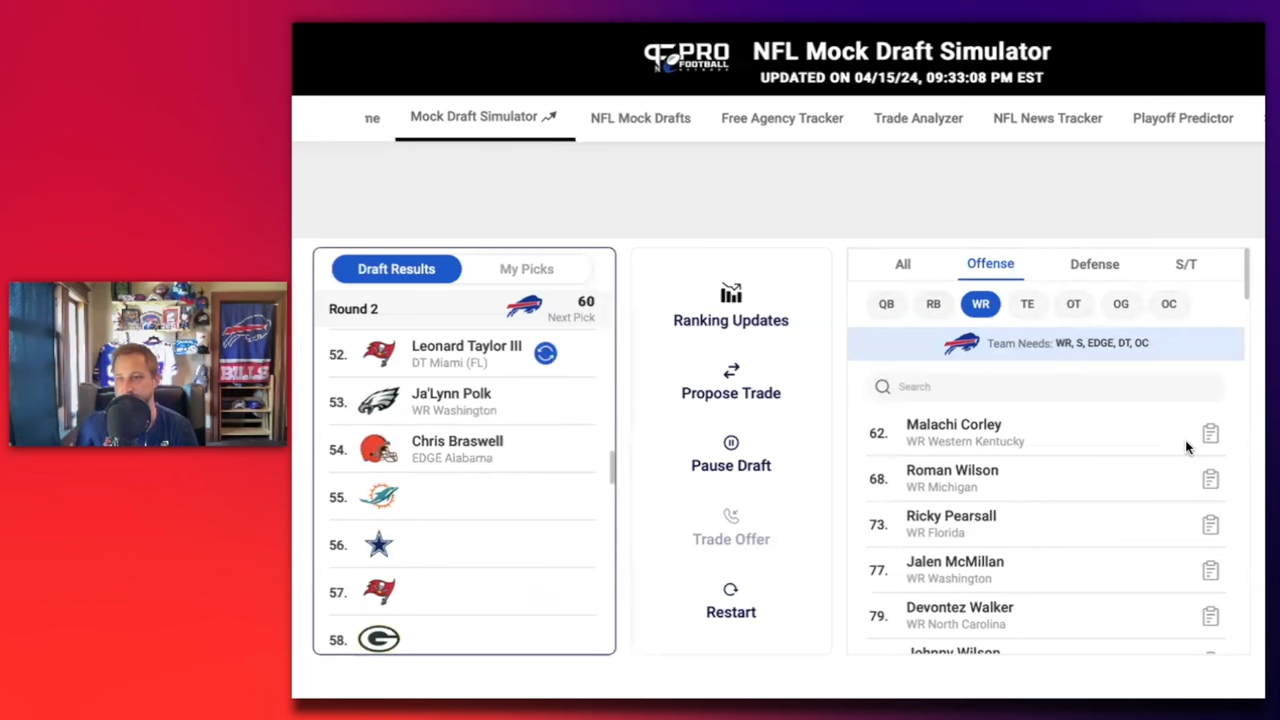 PRO
FOOTBALL
NFL Mock Draft Simulator
UPDATED ON 04/15/24, 09:33:08 PM EST
ne
Mock Draft Simulator
NFL Mock Drafts
Free Agency Tracker
Trade Analyzer
NFL News Tracker
Playoff Predictor
Draft Results
My Picks
Round 2
60
Next Pick
52.
Leonard Taylor III
DT Miami (FL)
53.
Ja'Lynn Polk
WR Washington
54.
Chris Braswell
EDGE Alabama
55.
56.
57.
58.
G
Ranking Updates
Propose Trade
Pause Draft
Trade Offer
Restart
All
Offense
Defense
S/T
QB
RB
WR
TE
OT
OG
OC
Team Needs: WR, S, EDGE, DT, OC
Search
62.
Malachi Corley
WR Western Kentucky
68.
Roman Wilson
WR Michigan
73.
Ricky Pearsall
WR Florida
77.
Jalen McMillan
WR Washington
79.
Devontez Walker
WR North Carolina
Johnny Wilson
BILLS